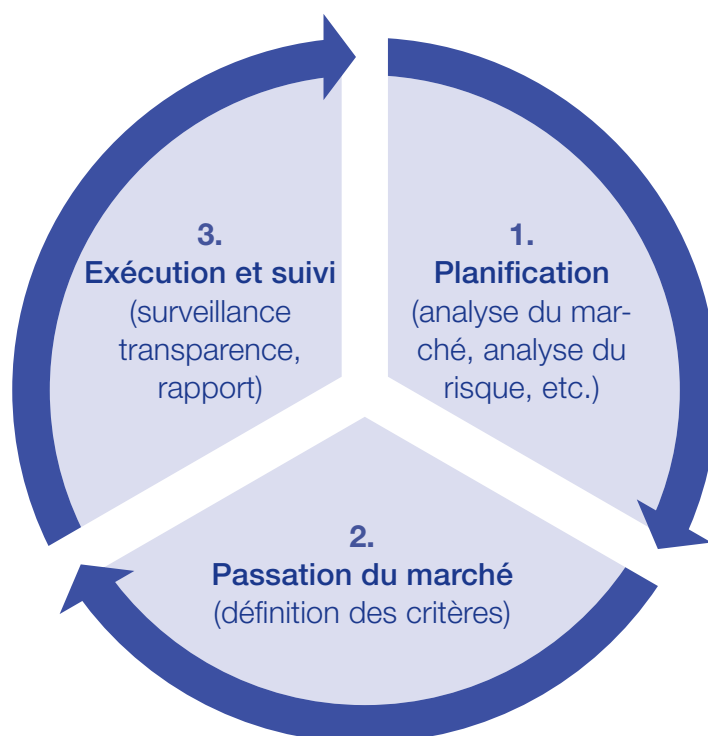 1.
Planification
(analyse du mar-
ché, analyse du
risque, etc.)
2.
Passation du marché
(définition des critères)
3.
Exécution et suivi
(surveillance
transparence,
rapport)